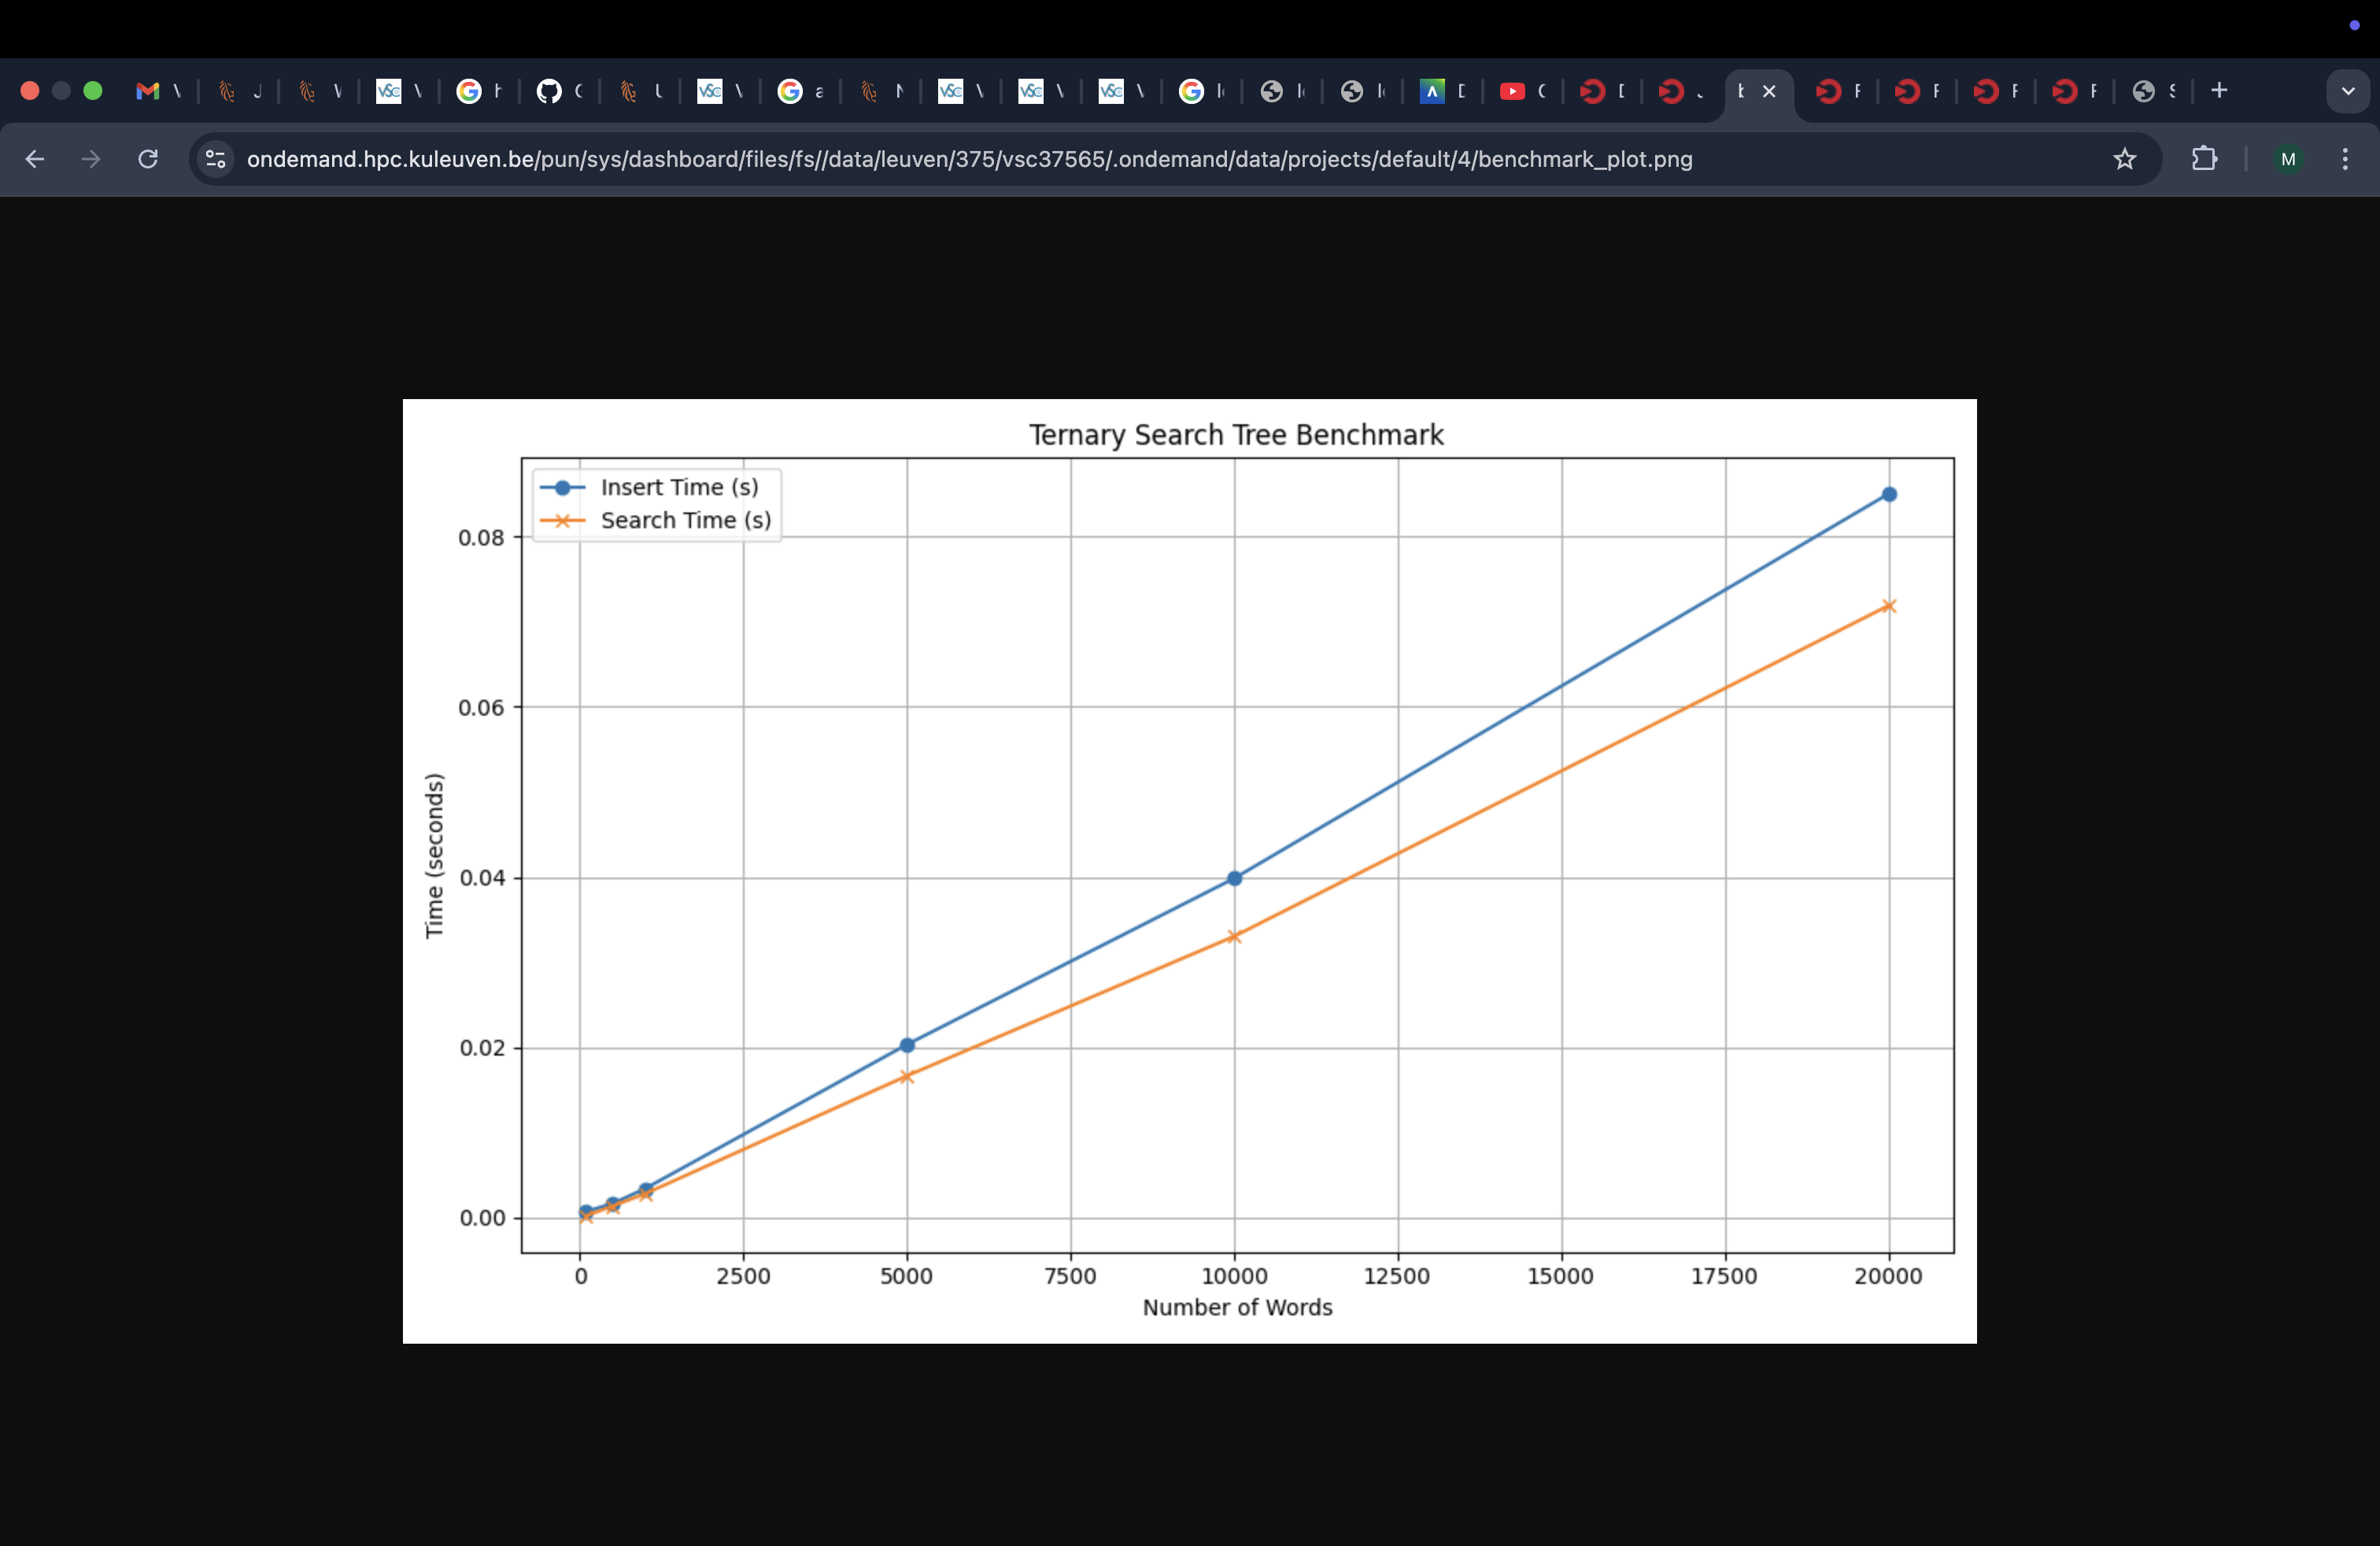 ondemand.hpc.kuleuven.be/pun/sys/dashboard/files/fs//data/leuven/375/vsc37565/.ondemand/data/projects/default/4/benchmark_plot.png
M
Ternary Search Tree Benchmark
Insert Time (s)
Search Time (s)
0.08
0.06
0.04
0.02
0.00
Time (seconds)
0 2500 5000 7500 10000 12500 15000 17500 20000
Number of Words